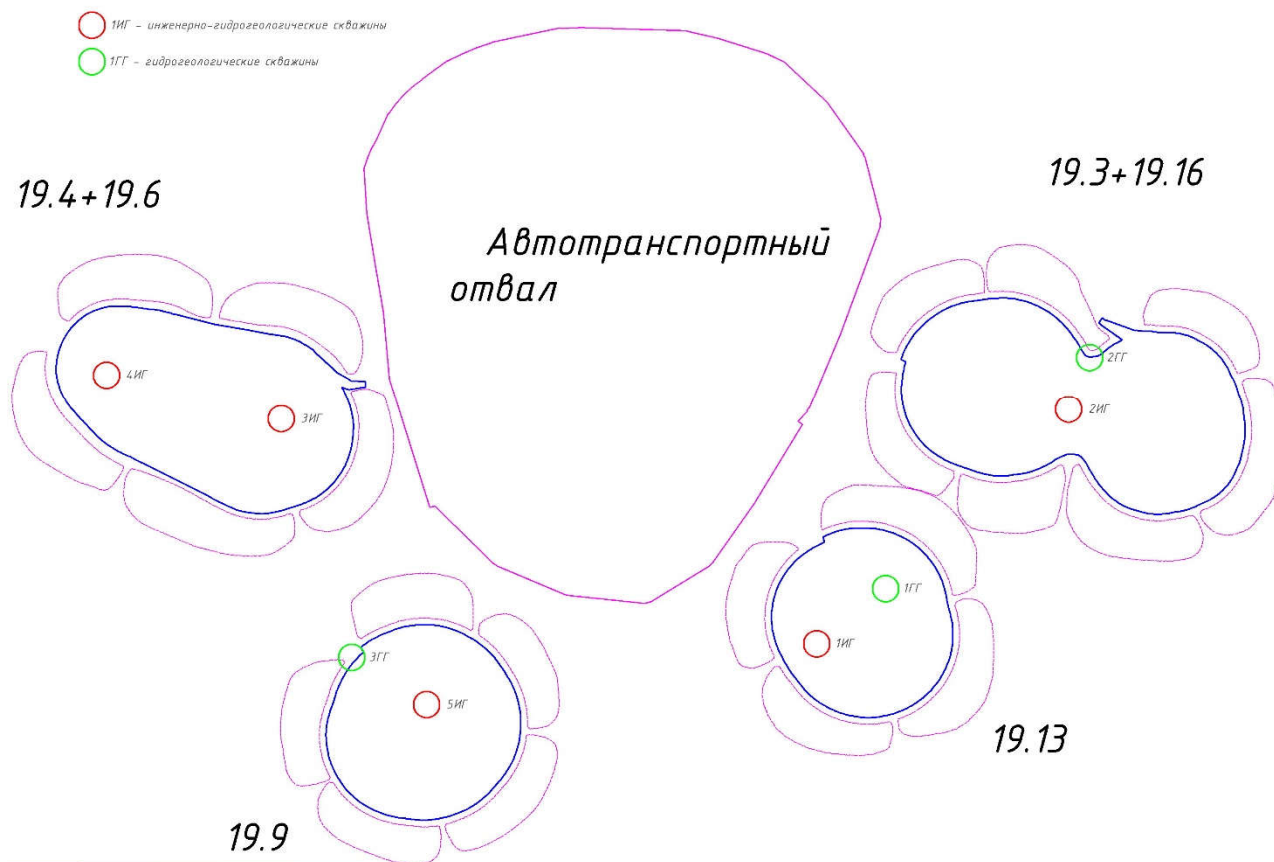 1ИГ - инженерно-гидрогеологические скважины
1ГГ - гидрогеологические скважины
19.4+19.6
19.3+19.16
Автотранспортный
отвал
2ГГ
4ИГ
3ИГ
2ИГ
1ГГ
1ИГ
3ГГ
5ИГ
19.13
19.9